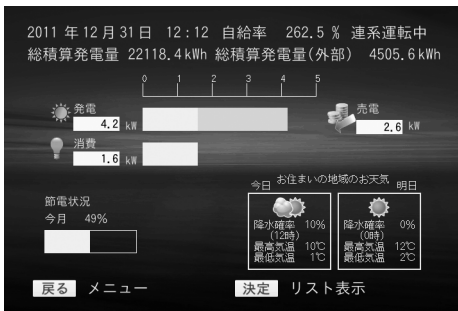 2011 年 12 月 31 日 12 : 12 自給率 262.5 % 連系運転中
総積算発電量 22118.4 kWh 総積算発電量(外部) 4505.6 kWh
0 1 2 3 4 5
発電
4.2 kW
売電
2.6 kW
消費
1.6 kW
お住まいの地域のお天気
今日 明日
節電状況
今月 49%
降水確率 10%
(12時)
最高気温 10℃
最低気温 1℃
降水確率 0%
(0時)
最高気温 12℃
最低気温 2℃
戻る メニュー
決定 リスト表示